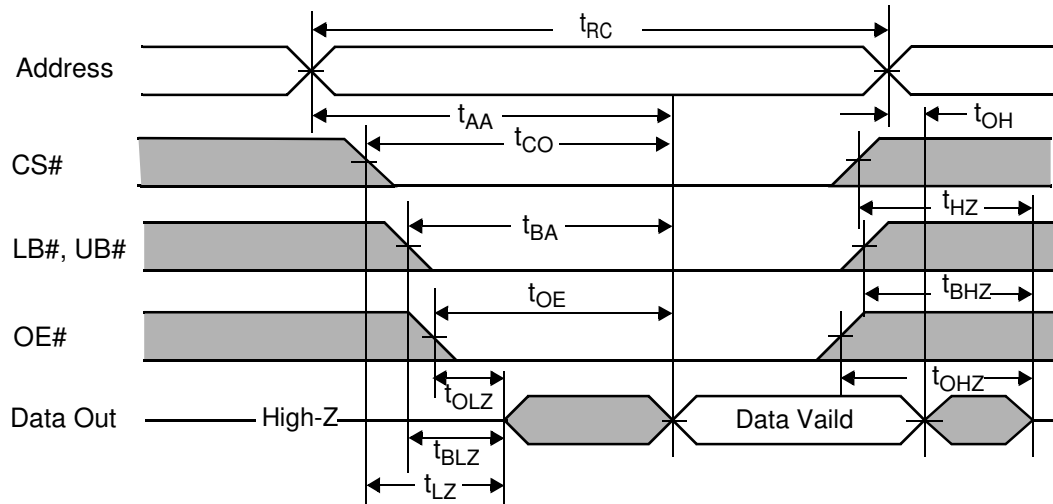 tRC
Address
tAA
tOH
tCO
CS#
tHZ
tBA
LB#, UB#
tOE
tBHZ
OE#
tOLZ
tOHZ
Data Out
High-Z
Data Vaild
tBLZ
tLZ